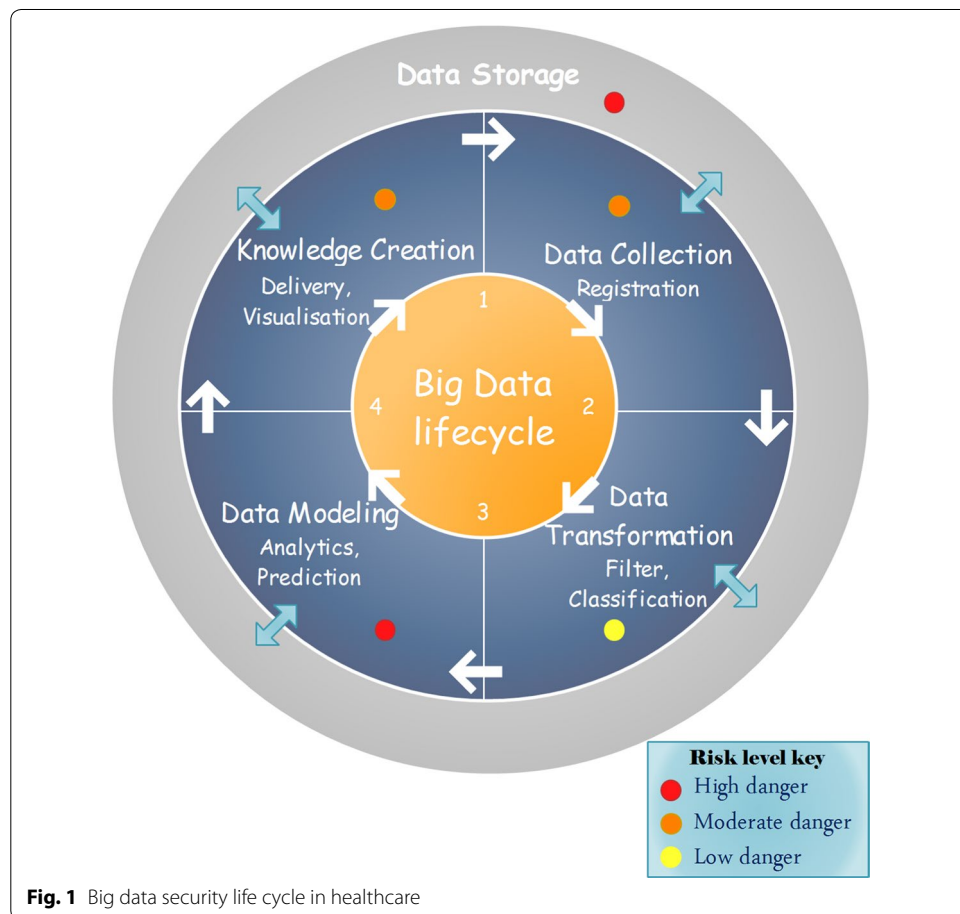 Data Storage
Knowledge Creation
Delivery,
Visualisation
Data Collection
Registration
1
Big Data
lifecycle
4
2
3
Data Modeling
Analytics,
Prediction
Data
Transformation
Filter,
Classification
Risk level key
High danger
Moderate danger
Low danger
Fig. 1 Big data security life cycle in healthcare